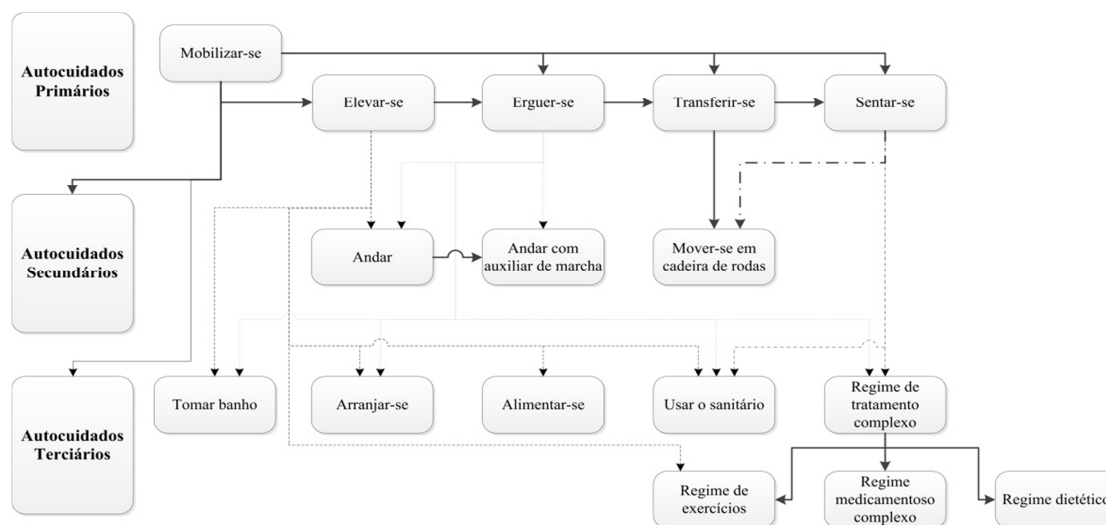 Autocuidados
Primários
Mobilizar-se
Elevar-se
Erguer-se
Transferir-se
Sentar-se
Autocuidados
Secundários
Andar
Andar com
auxiliar de marcha
Mover-se em
cadeira de rodas
Autocuidados
Terciários
Tomar banho
Arranjar-se
Alimentar-se
Usar o sanitário
Regime de
tratamento
complexo
Regime de
exercícios
Regime
medicamentoso
complexo
Regime dietético